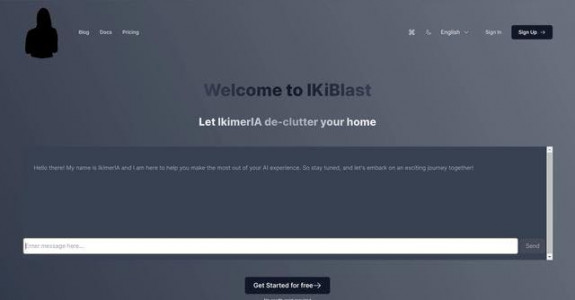 Blog Docs Pricing English Sign In Sign Up →
Welcome to IKiBlast
Let IkimerIA de-clutter your home
Hello there! My name is IkimerIA and I am here to help you make the most out of your AI experience. So stay tuned, and let's embark on an exciting journey together!
Enter message here... Send
Get Started for free→